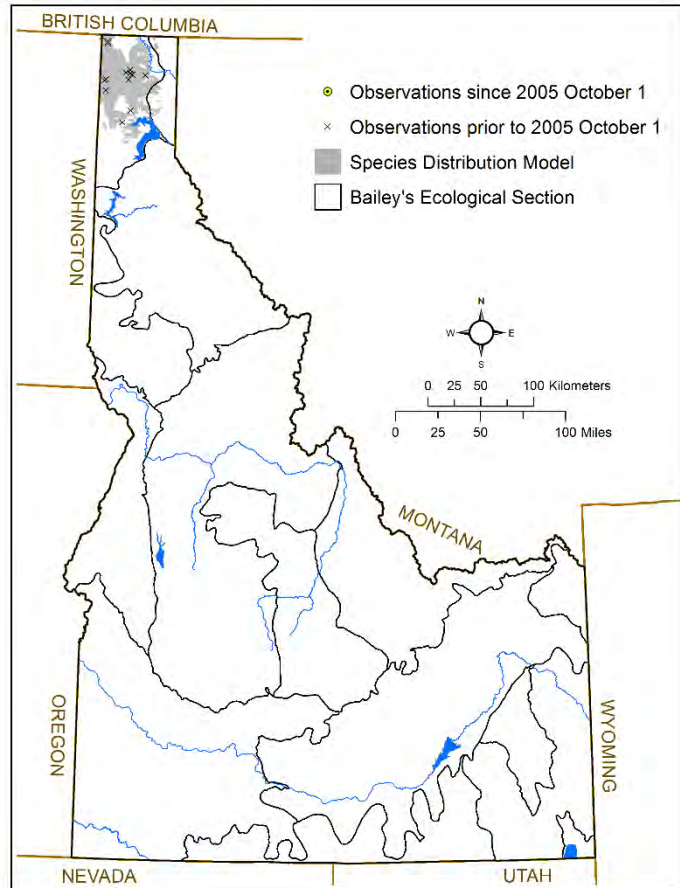 BRITISH COLUMBIA
Observations since 2005 October 1
Observations prior to 2005 October 1
Species Distribution Model
Bailey's Ecological Section
WASHINGTON
N
W E
S
0 25 50 100 Kilometers
0 25 50 100 Miles
MONTANA
OREGON
WYOMING
NEVADA UTAH